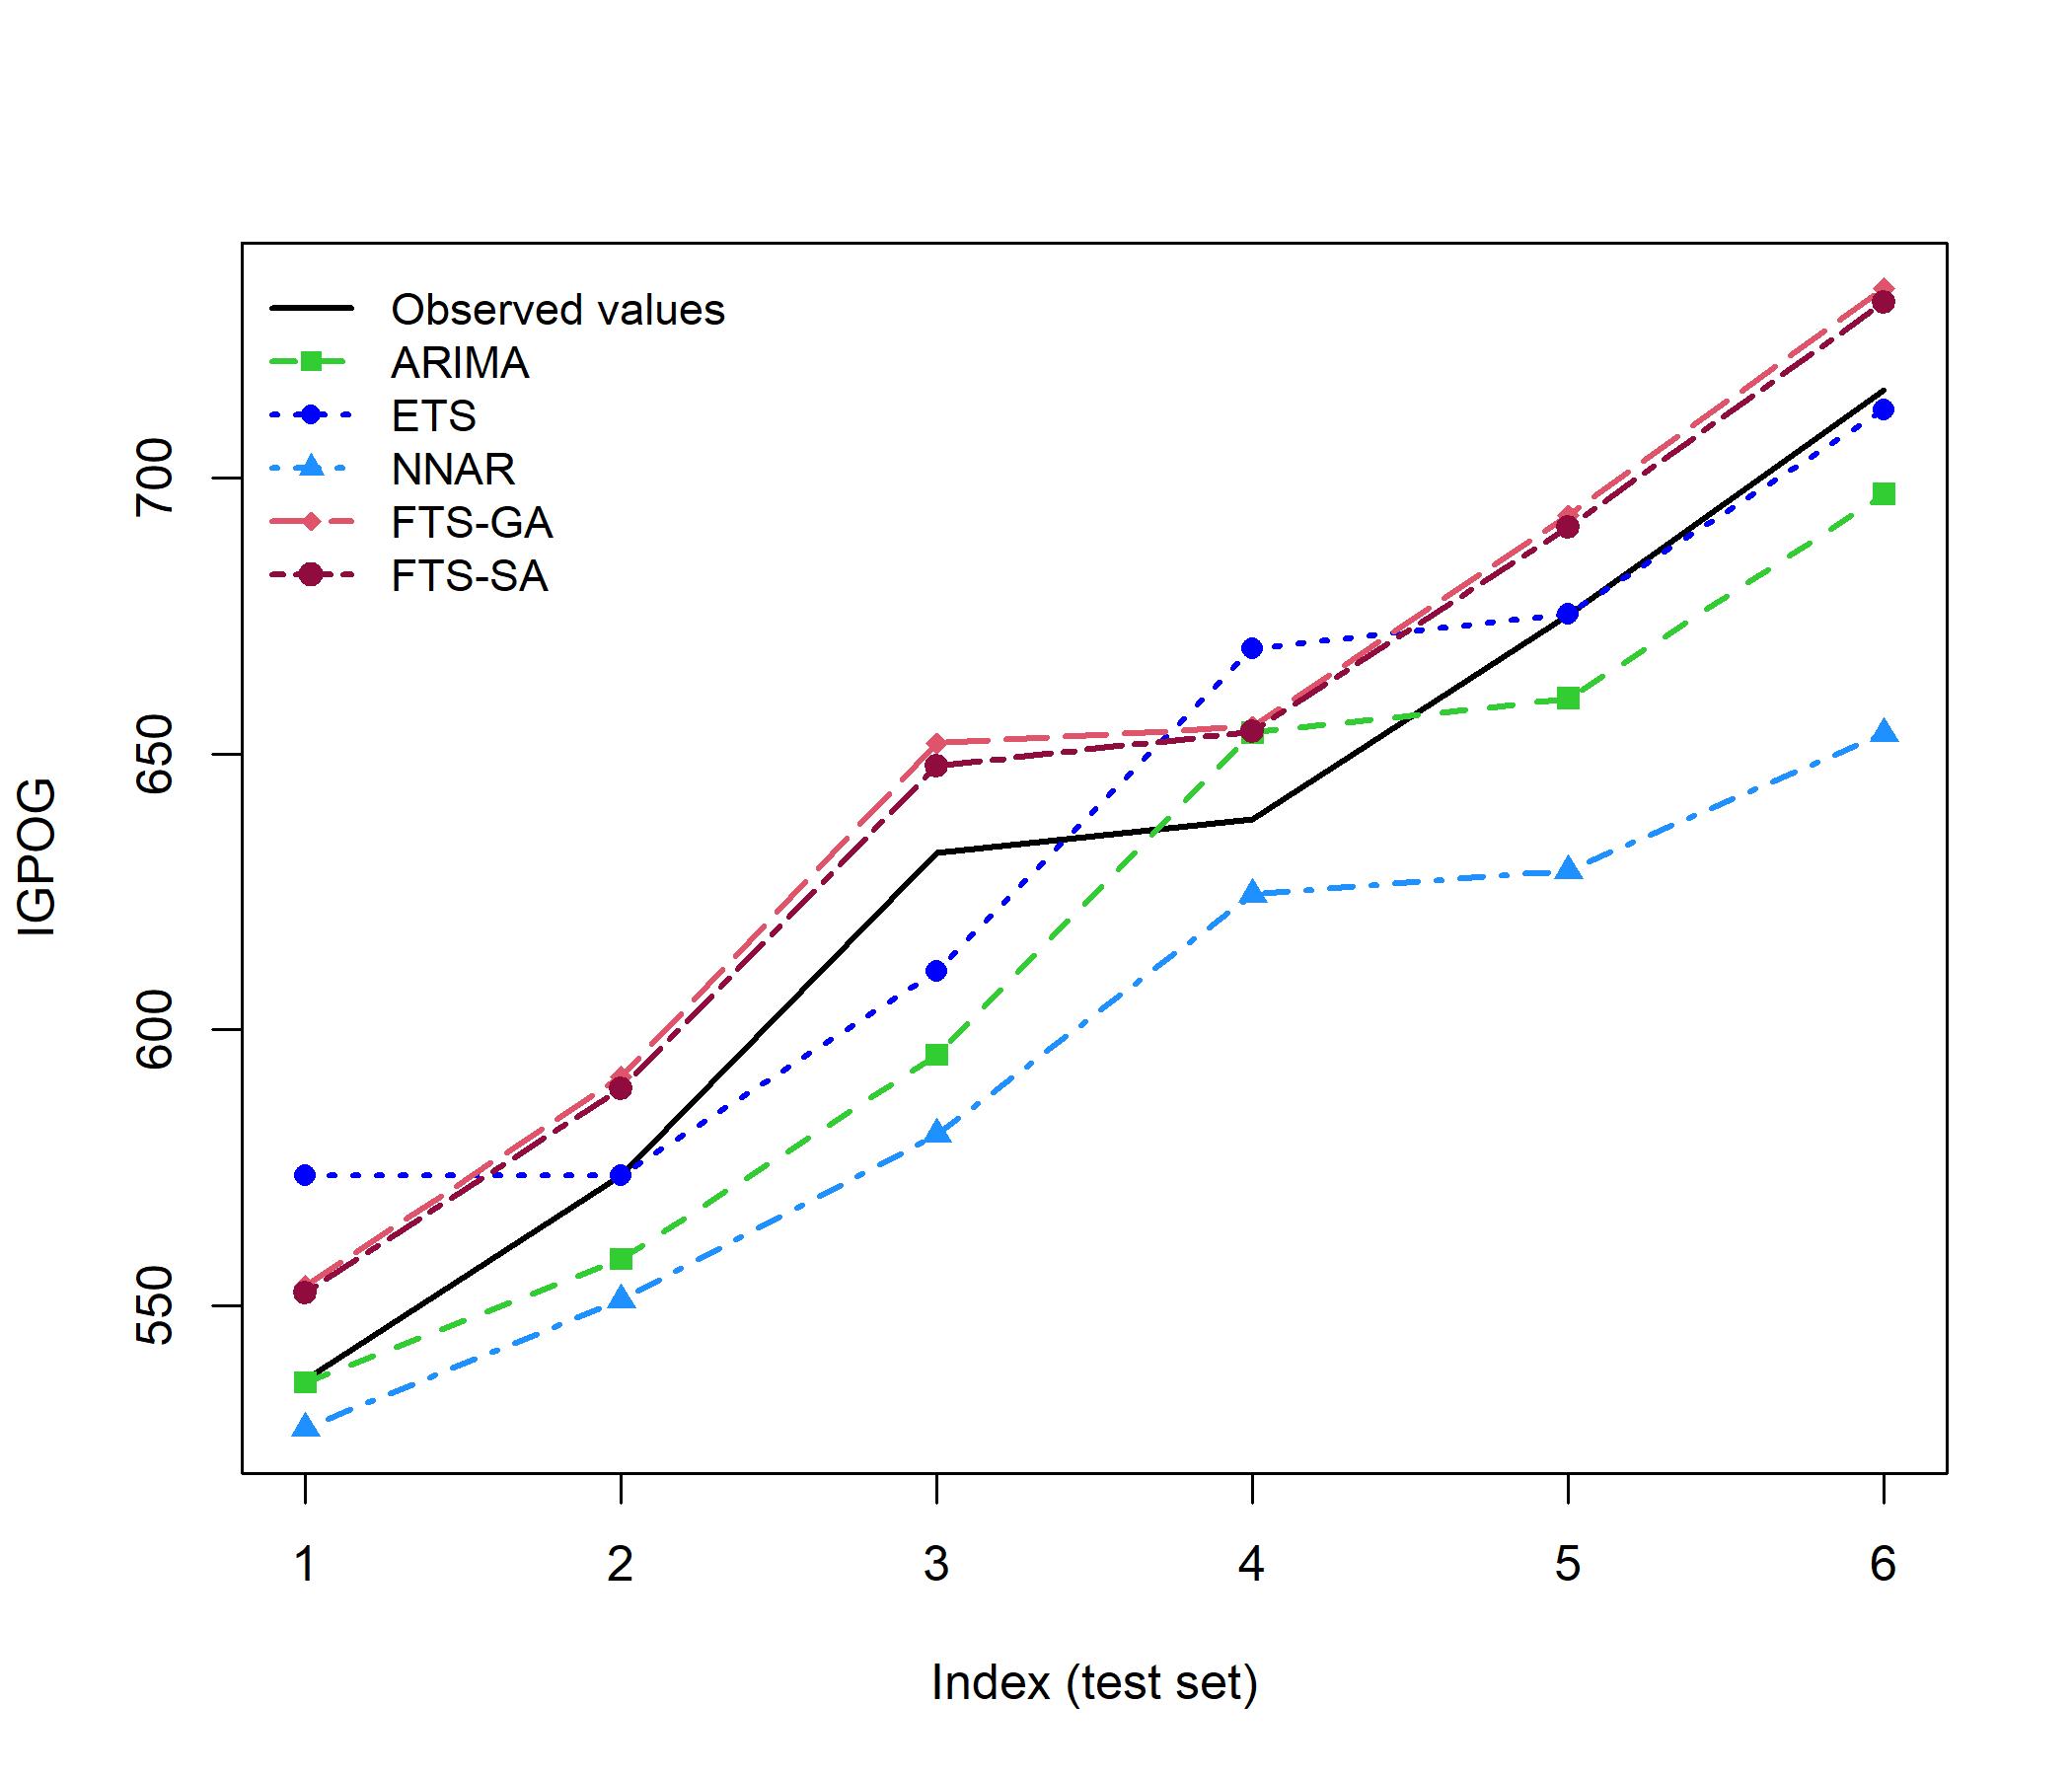 Observed values
ARIMA
ETS
NNAR
FTS-GA
FTS-SA
700
650
600
550
IGPOG
1 2 3 4 5 6
Index (test set)